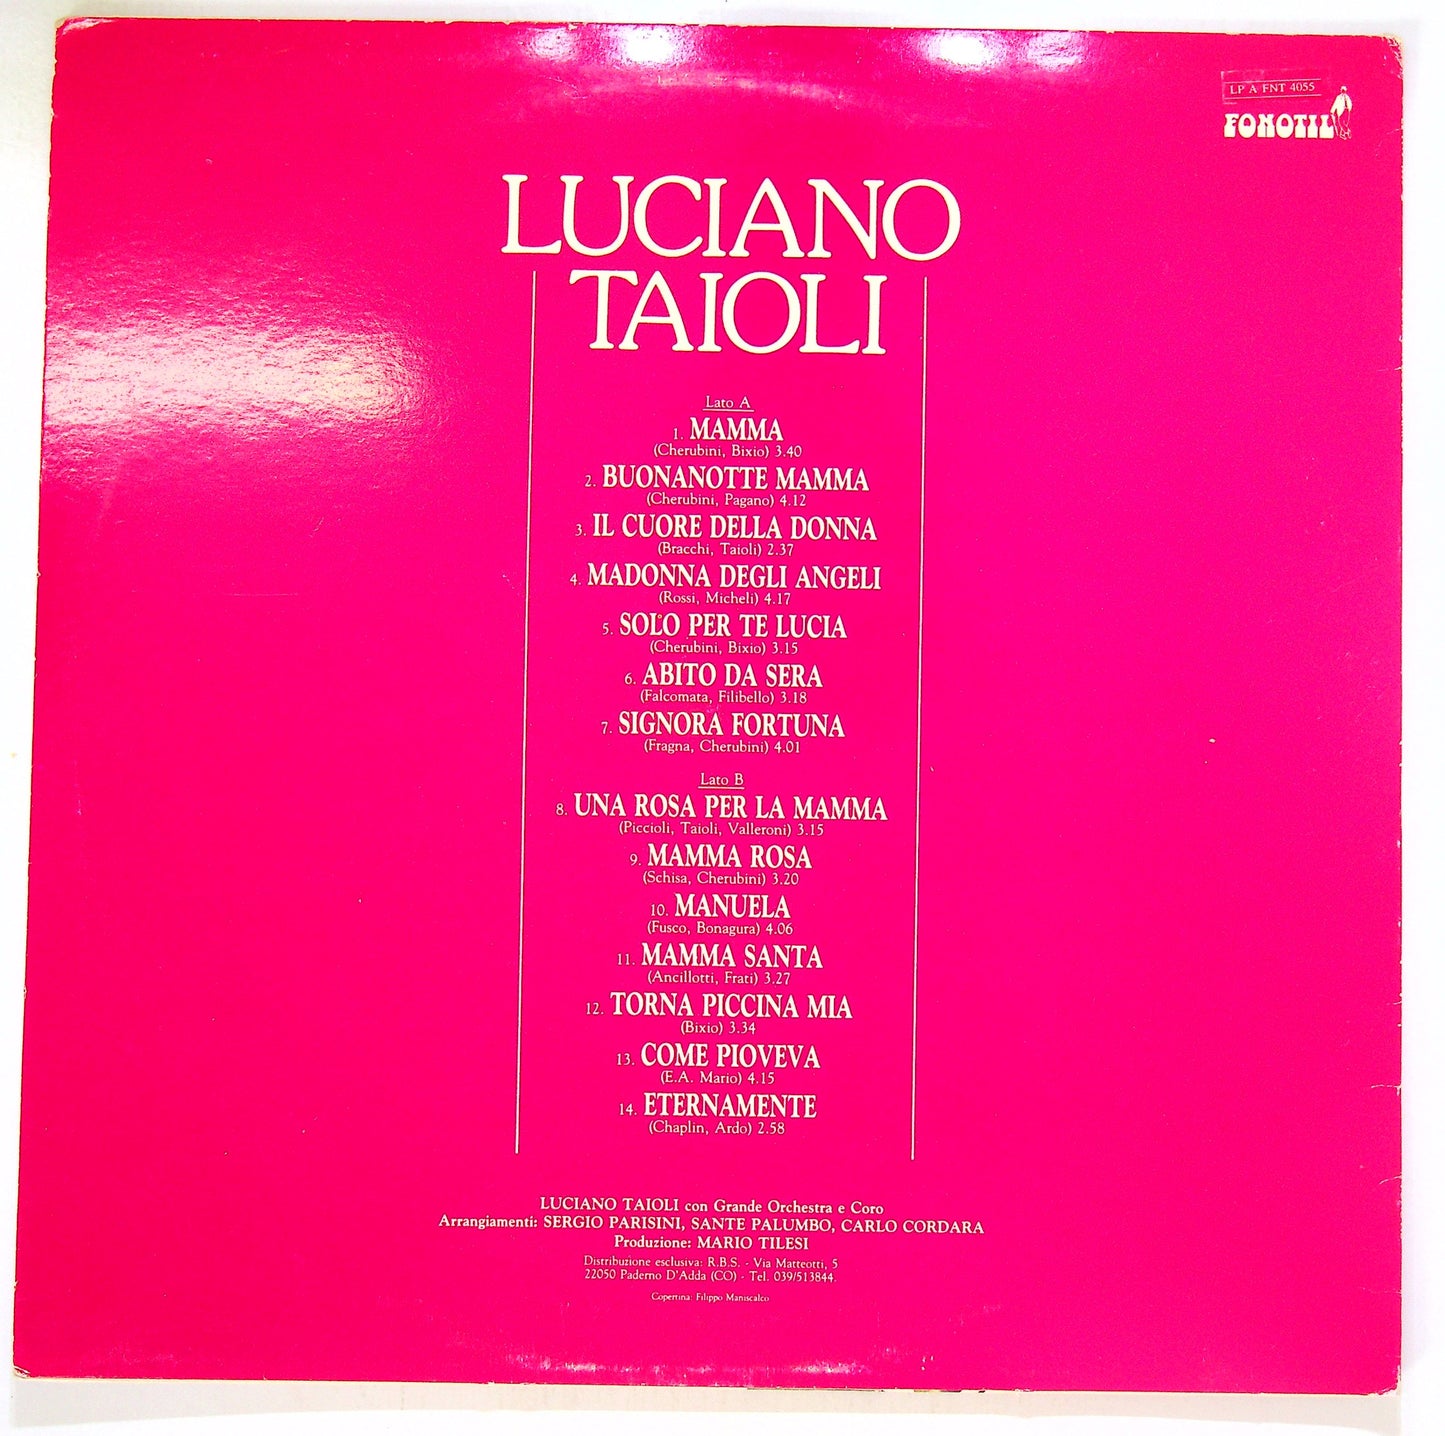 LP A FNT 4055
FONOTIL
LUCIANO
TAIOLI
Lato A
1. MAMMA
(Cherubini, Bixio) 3.40
2. BUONANOTTE MAMMA
(Cherubini, Pagano) 4.12
3. IL CUORE DELLA DONNA
(Bracchi, Taioli) 2.37
4. MADONNA DEGLI ANGELI
(Rossi, Micheli) 4.17
5. SOLO PER TE LUCIA
(Cherubini, Bixio) 3.15
6. ABITO DA SERA
(Falcomata, Filibello) 3.18
7. SIGNORA FORTUNA
(Fragna, Cherubini) 4.01
Lato B
8. UNA ROSA PER LA MAMMA
(Piccioli, Taioli, Valleroni) 3.15
9. MAMMA ROSA
(Schisa, Cherubini) 3.20
10. MANUELA
(Fusco, Bonagura) 4.06
11. MAMMA SANTA
(Ancillotti, Frati) 3.27
12. TORNA PICCINA MIA
(Bixio) 3.34
13. COME PIOVEVA
(E.A. Mario) 4.15
14. ETERNAMENTE
(Chaplin, Ardo) 2.58
LUCIANO TAIOLI con Grande Orchestra e Coro
Arrangiamenti: SERGIO PARISINI, SANTE PALUMBO, CARLO CORDARA
Produzione: MARIO TILESI
Distribuzione esclusiva: R.B.S. - Via Matteotti, 5
22050 Paderno D'Adda (CO) - Tel. 039/513844.
Copertina: Filippo Maniscalco